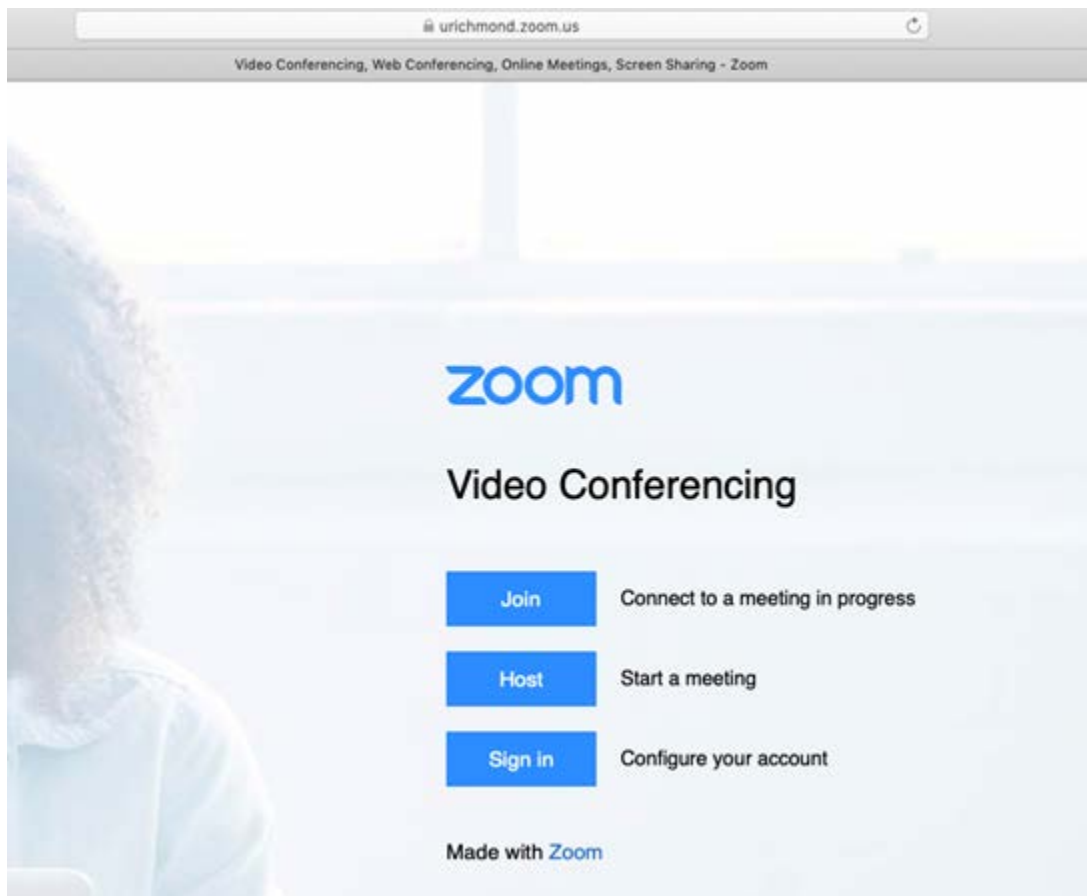 urichmond.zoom.us
Video Conferencing, Web Conferencing, Online Meetings, Screen Sharing - Zoom
zoom
Video Conferencing
Join Connect to a meeting in progress
Host Start a meeting
Sign in Configure your account
Made with Zoom